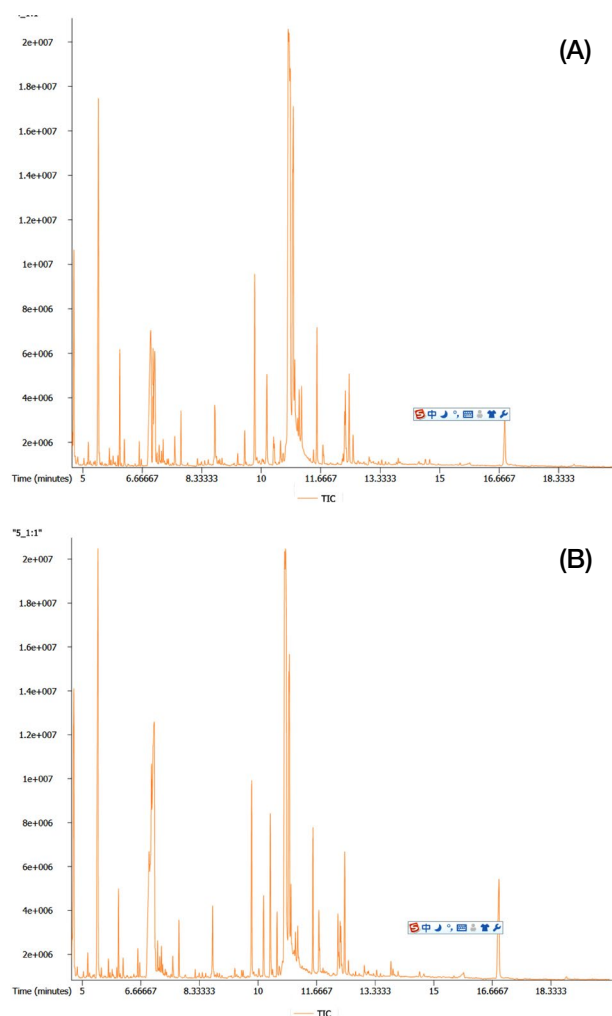 (A)
2e+007
1.8e+007
1.6e+007
1.4e+007
1.2e+007
1e+007
8e+006
6e+006
4e+006
2e+006
中
Time (minutes) 5 6.66667 8.33333 10 11.6667 13.3333 15 16.6667 18.3333
TIC
"5_1:1"
(B)
2e+007
1.8e+007
1.6e+007
1.4e+007
1.2e+007
1e+007
8e+006
6e+006
4e+006
中
2e+006
Time (minutes) 5 6.66667 8.33333 10 11.6667 13.3333 15 16.6667 18.3333
TIC